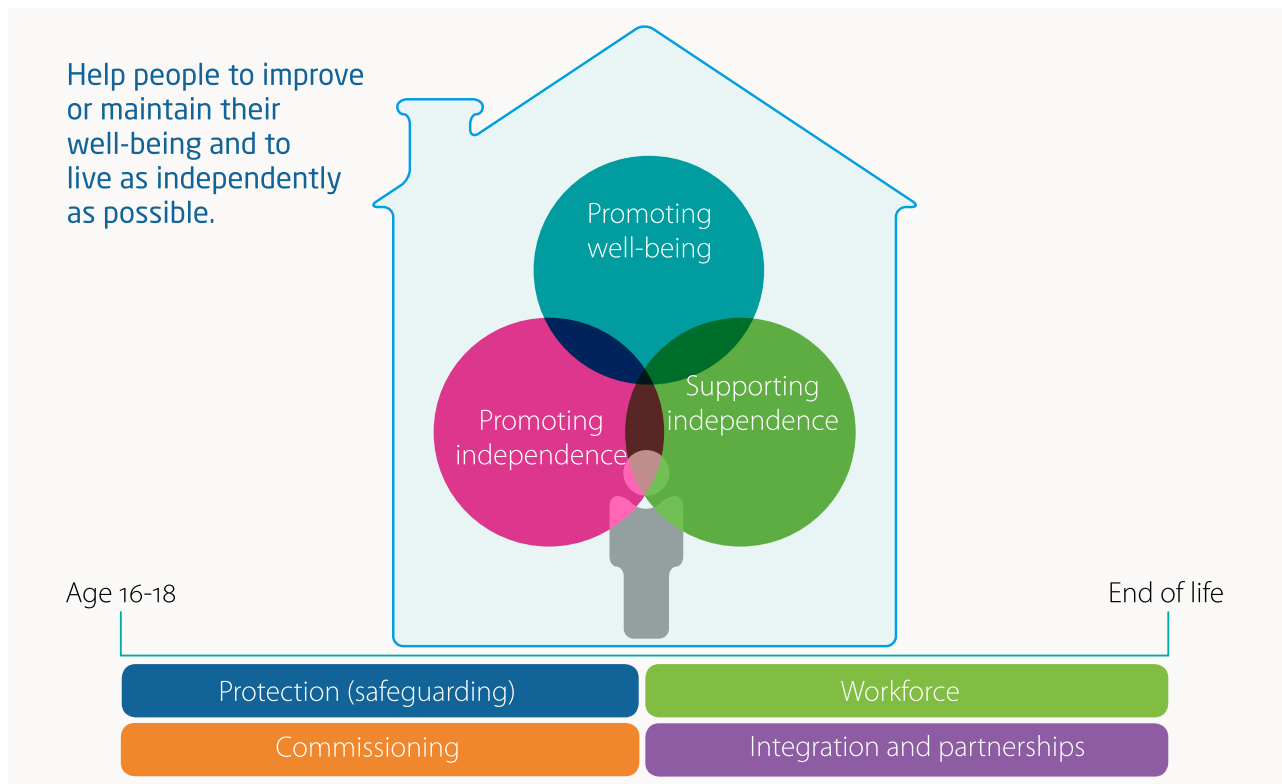 Help people to improve
or maintain their
well-being and to
live as independently
as possible.
Promoting
well-being
Promoting
independence
Supporting
independence
Age 16-18
End of life
Protection (safeguarding)
Workforce
Commissioning
Integration and partnerships